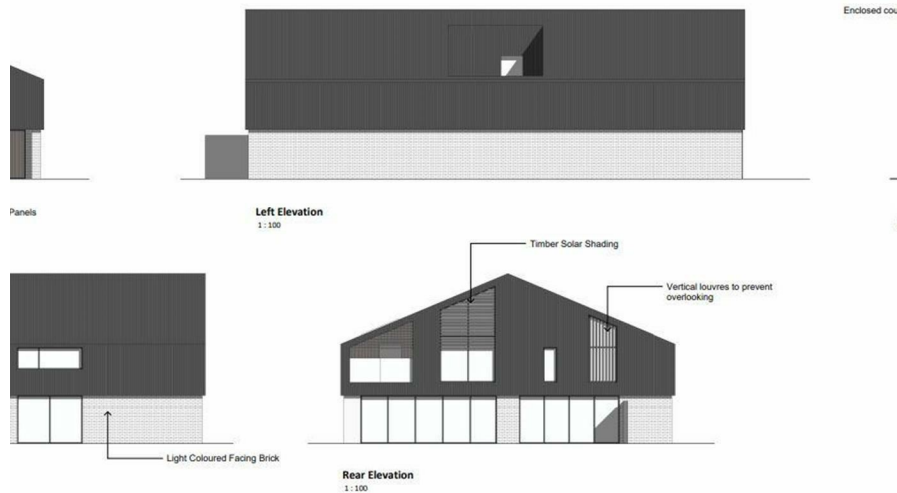 Enclosed
Panels
Left Elevation
1 : 100
Timber Solar Shading
Vertical louvres to prevent
overlooking
Light Coloured Facing Brick
Rear Elevation
1 : 100